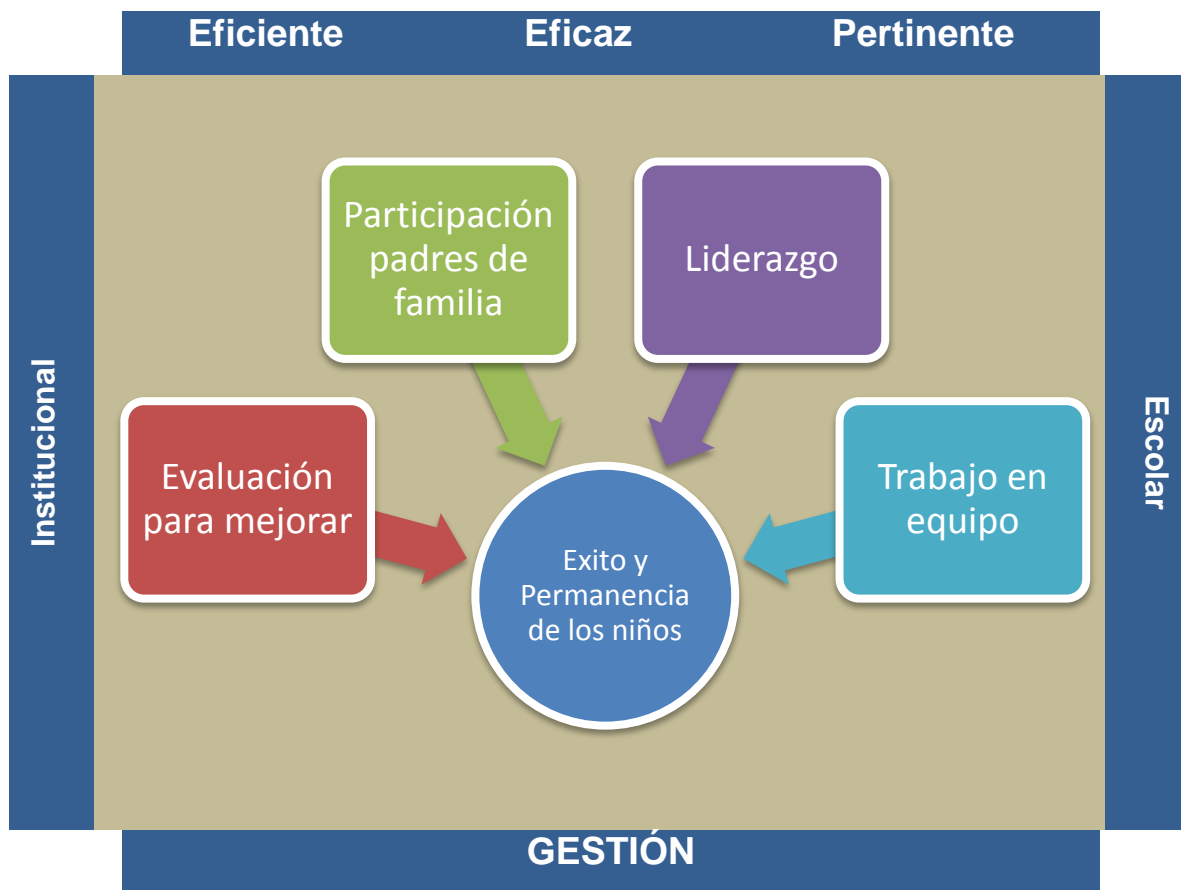 Eficiente Eficaz Pertinente
Institucional
Participación
padres de
familia
Liderazgo
Evaluación
para mejorar
Trabajo en
equipo
Exito y
Permanencia
de los niños
Escolar
GESTIÓN